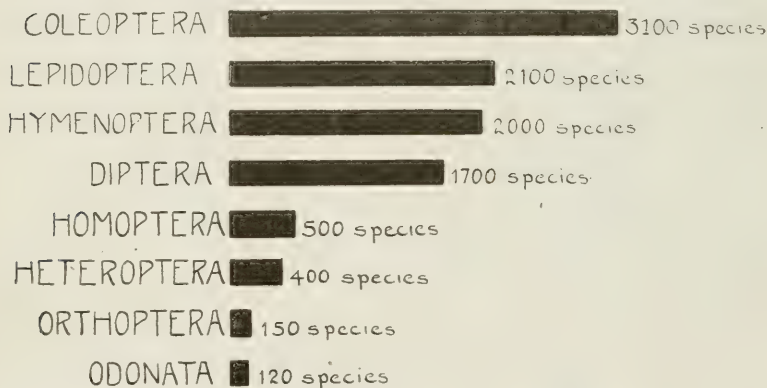 COLEOPTERA 3100 species
LEPIDOPTERA 2100 species
HYMENOPTERA 2000 species
DIPTERA 1700 species
HOMOPTERA 500 species
HETEROPTERA 400 species
ORTHOPTERA 150 species
ODONATA 120 species